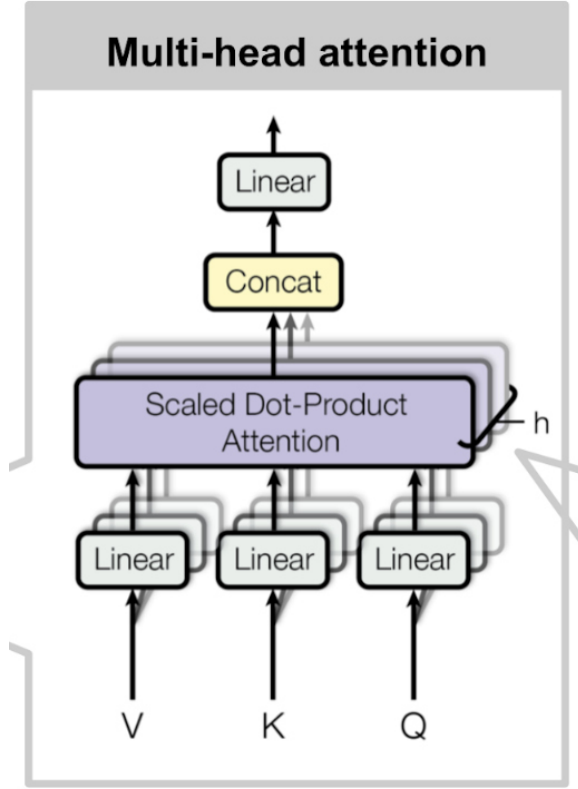 Multi-head attention
Linear
Concat
Scaled Dot-Product
Attention
h
Linear
Linear
Linear
V
K
Q